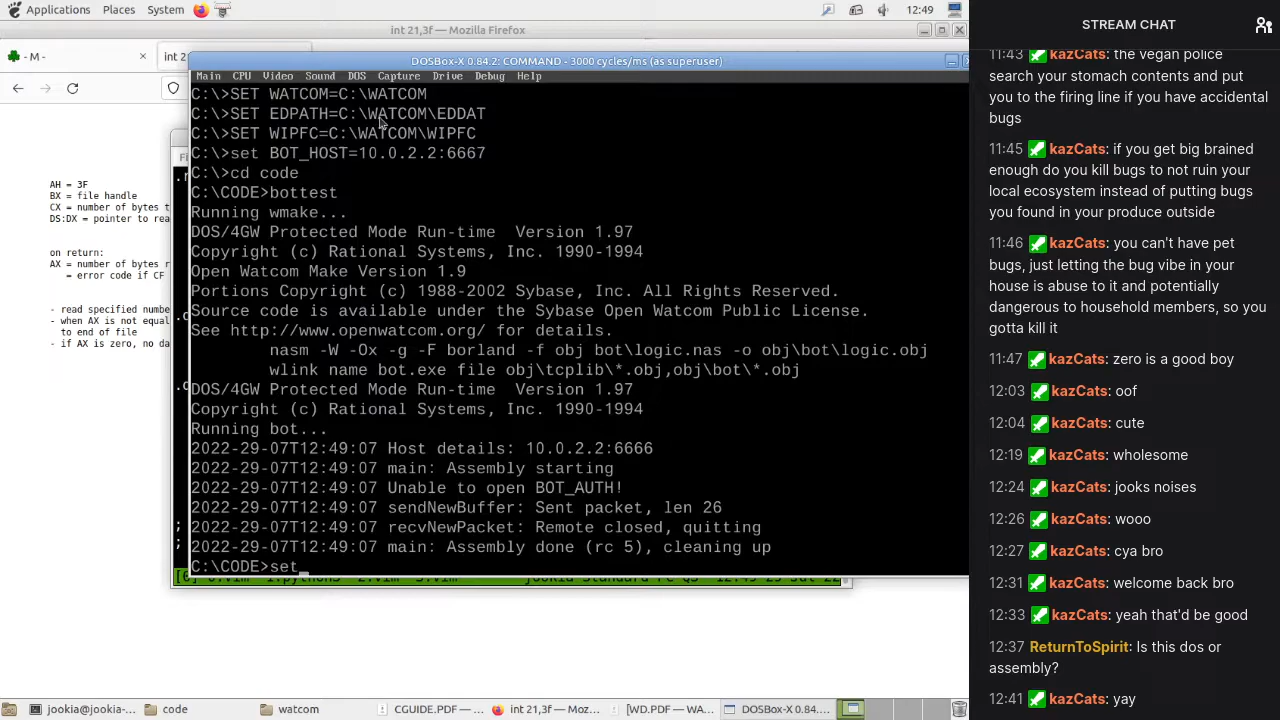 Applications Places System
12:49
int 21,3f — Mozilla Firefox
- M -
int 2
DOSBox-X 0.84.2: COMMAND - 3000 cycles/ms (as superuser)
Main CPU Video Sound DOS Capture Drive Debug Help
AH = 3F
BX = file handle
CX = number of bytes t
DS:DX = pointer to rea
on return:
AX = number of bytes r
= error code if CF
- read specified numbe
- when AX is not equal
to end of file
- if AX is zero, no da
C:\>SET WATCOM=C:\WATCOM
C:\>SET EDPATH=C:\WATCOM\EDDAT
C:\>SET WIPFC=C:\WATCOM\WIPFC
C:\>set BOT_HOST=10.0.2.2:6667
C:\>cd code
C:\CODE>bottest
Running wmake...
DOS/4GW Protected Mode Run-time  Version 1.97
Copyright (c) Rational Systems, Inc. 1990-1994
Open Watcom Make Version 1.9
Portions Copyright (c) 1988-2002 Sybase, Inc. All Rights Reserved.
Source code is available under the Sybase Open Watcom Public License.
See http://www.openwatcom.org/ for details.
nasm -W -Ox -g -F borland -f obj bot\logic.nas -o obj\bot\logic.obj
wlink name bot.exe file obj\tcplib\*.obj,obj\bot\*.obj
DOS/4GW Protected Mode Run-time  Version 1.97
Copyright (c) Rational Systems, Inc. 1990-1994
Running bot...
2022-29-07T12:49:07 Host details: 10.0.2.2:6666
2022-29-07T12:49:07 main: Assembly starting
2022-29-07T12:49:07 Unable to open BOT_AUTH!
2022-29-07T12:49:07 sendNewBuffer: Sent packet, len 26
2022-29-07T12:49:07 recvNewPacket: Remote closed, quitting
2022-29-07T12:49:07 main: Assembly done (rc 5), cleaning up
C:\CODE>set
jookia@jookia-...
code
watcom
CGUIDE.PDF — ...
int 21,3f — Moz...
[WD.PDF — WA...
DOSBox-X 0.84....
STREAM CHAT
11:43 kazCats: the vegan police
search your stomach contents and put
you to the firing line if you have accidental
bugs
11:45 kazCats: if you get big brained
enough do you kill bugs to not ruin your
local ecosystem instead of putting bugs
you found in your produce outside
11:46 kazCats: you can't have pet
bugs, just letting the bug vibe in your
house is abuse to it and potentially
dangerous to household members, so you
gotta kill it
11:47 kazCats: zero is a good boy
12:03 kazCats: oof
12:04 kazCats: cute
12:19 kazCats: wholesome
12:24 kazCats: jooks noises
12:26 kazCats: wooo
12:27 kazCats: cya bro
12:31 kazCats: welcome back bro
12:33 kazCats: yeah that'd be good
12:37 ReturnToSpirit: Is this dos or
assembly?
12:41 kazCats: yay